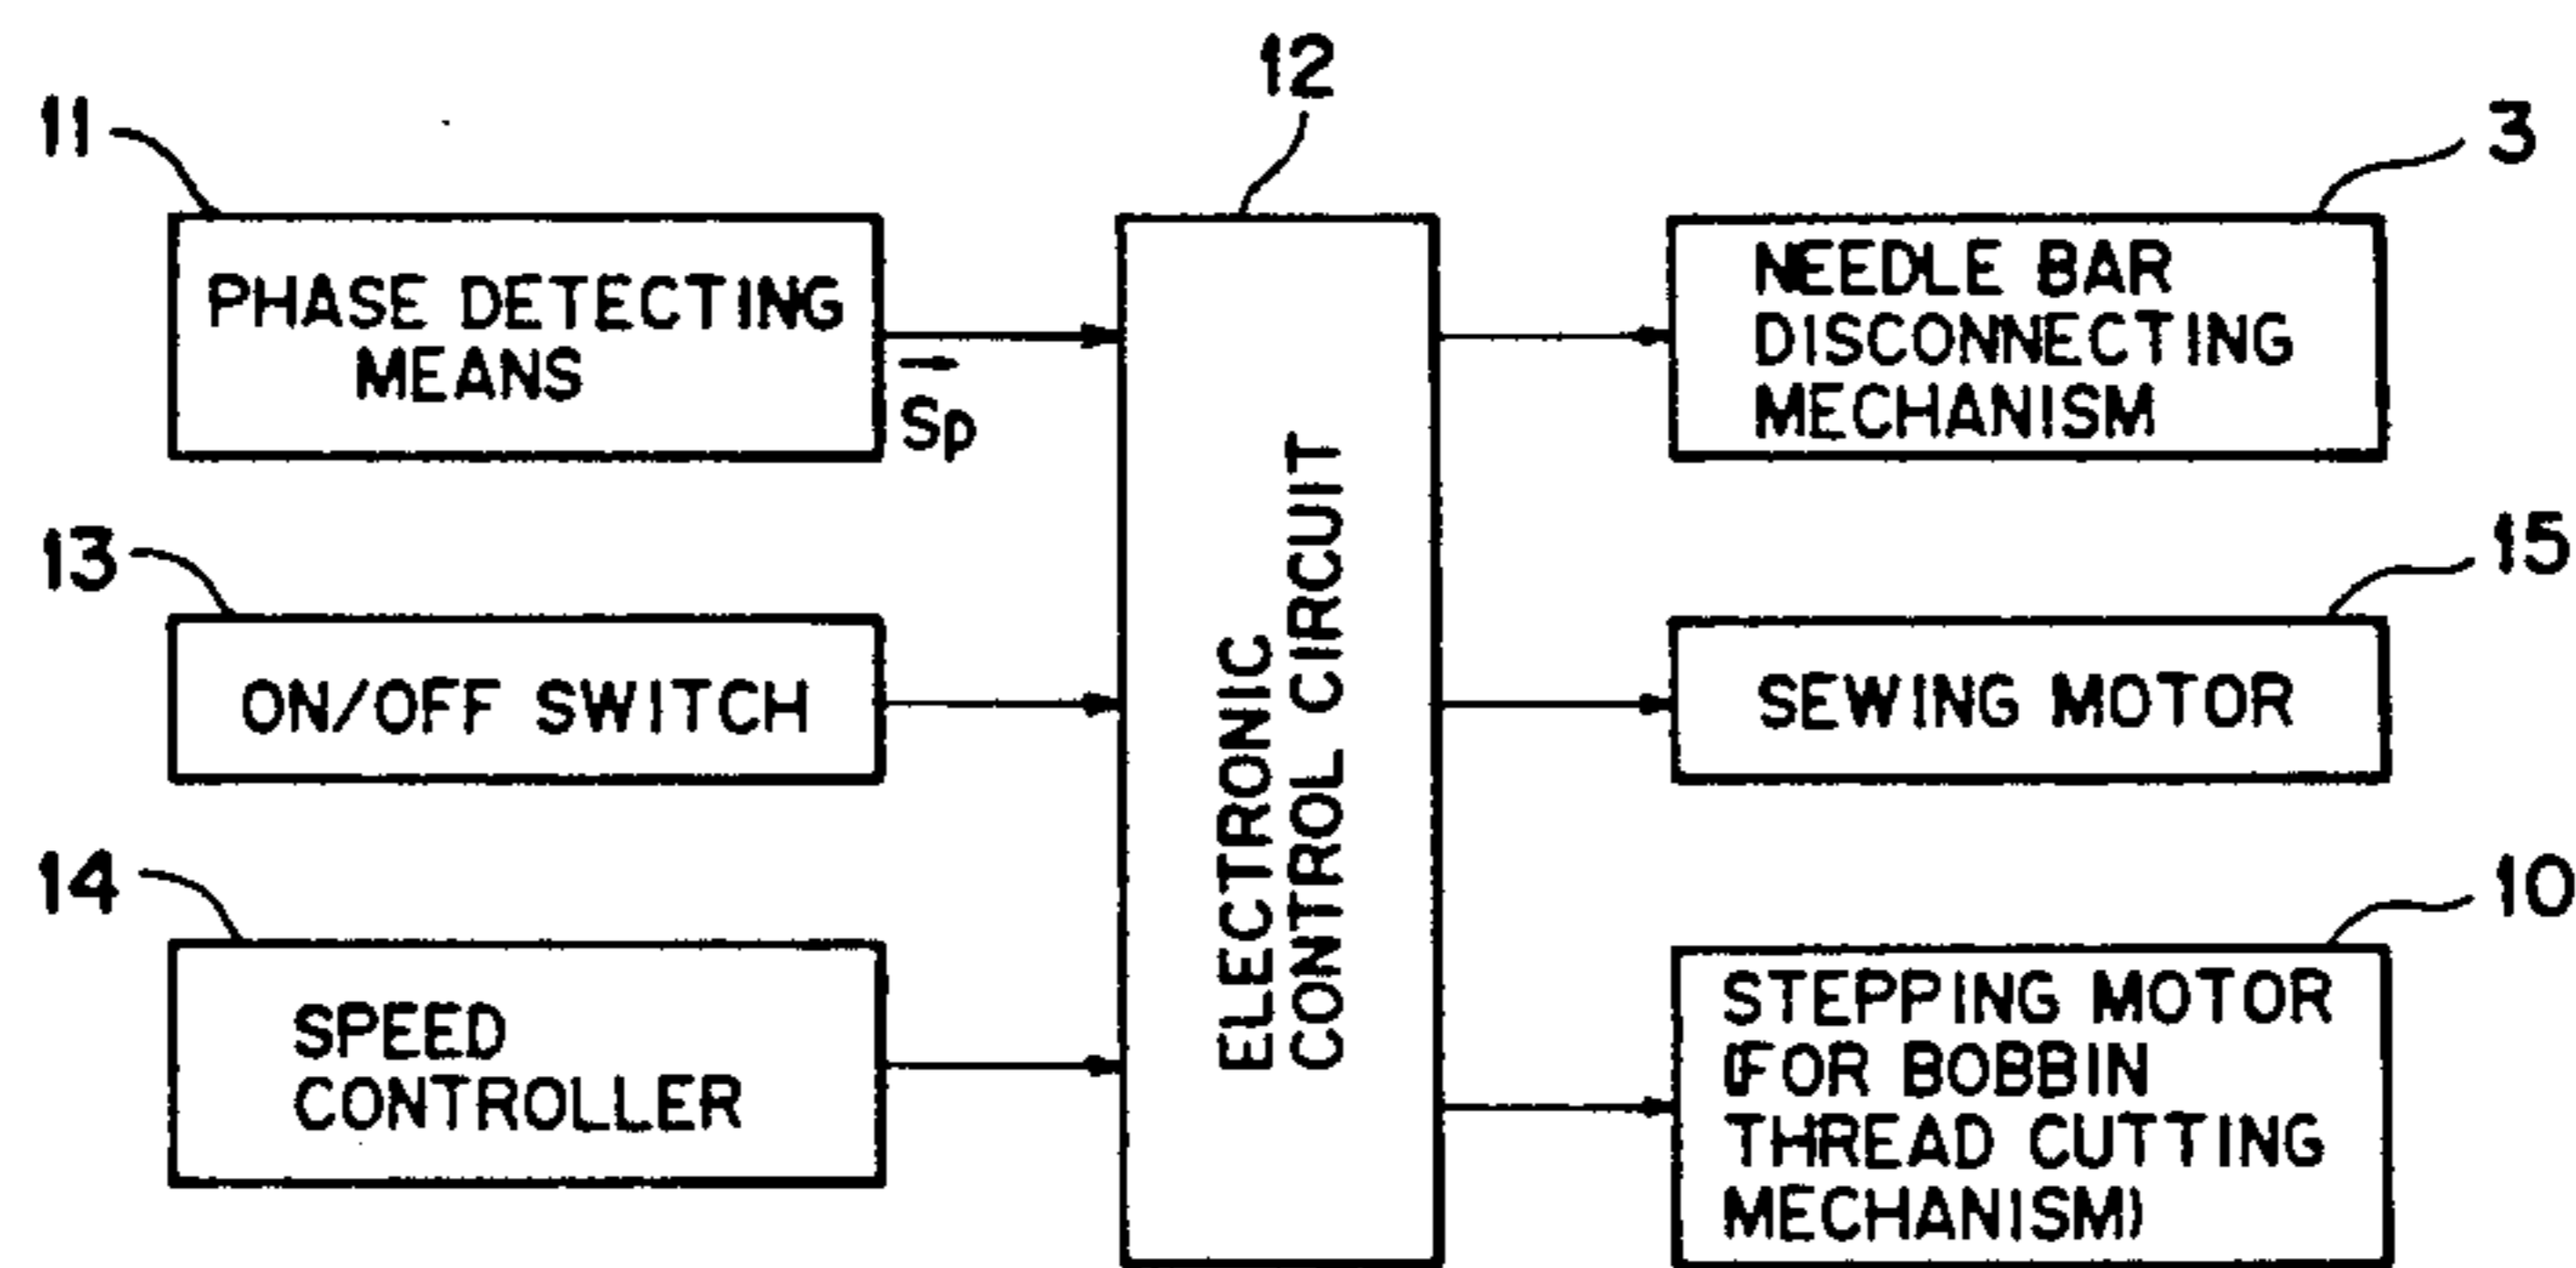 11
PHASE DETECTING
MEANS
Sp
13
ON/OFF SWITCH
14
SPEED
CONTROLLER
12
ELECTRONIC
CONTROL CIRCUIT
3
NEEDLE BAR
DISCONNECTING
MECHANISM
15
SEWING MOTOR
10
STEPPING MOTOR
(FOR BOBBIN
THREAD CUTTING
MECHANISM)